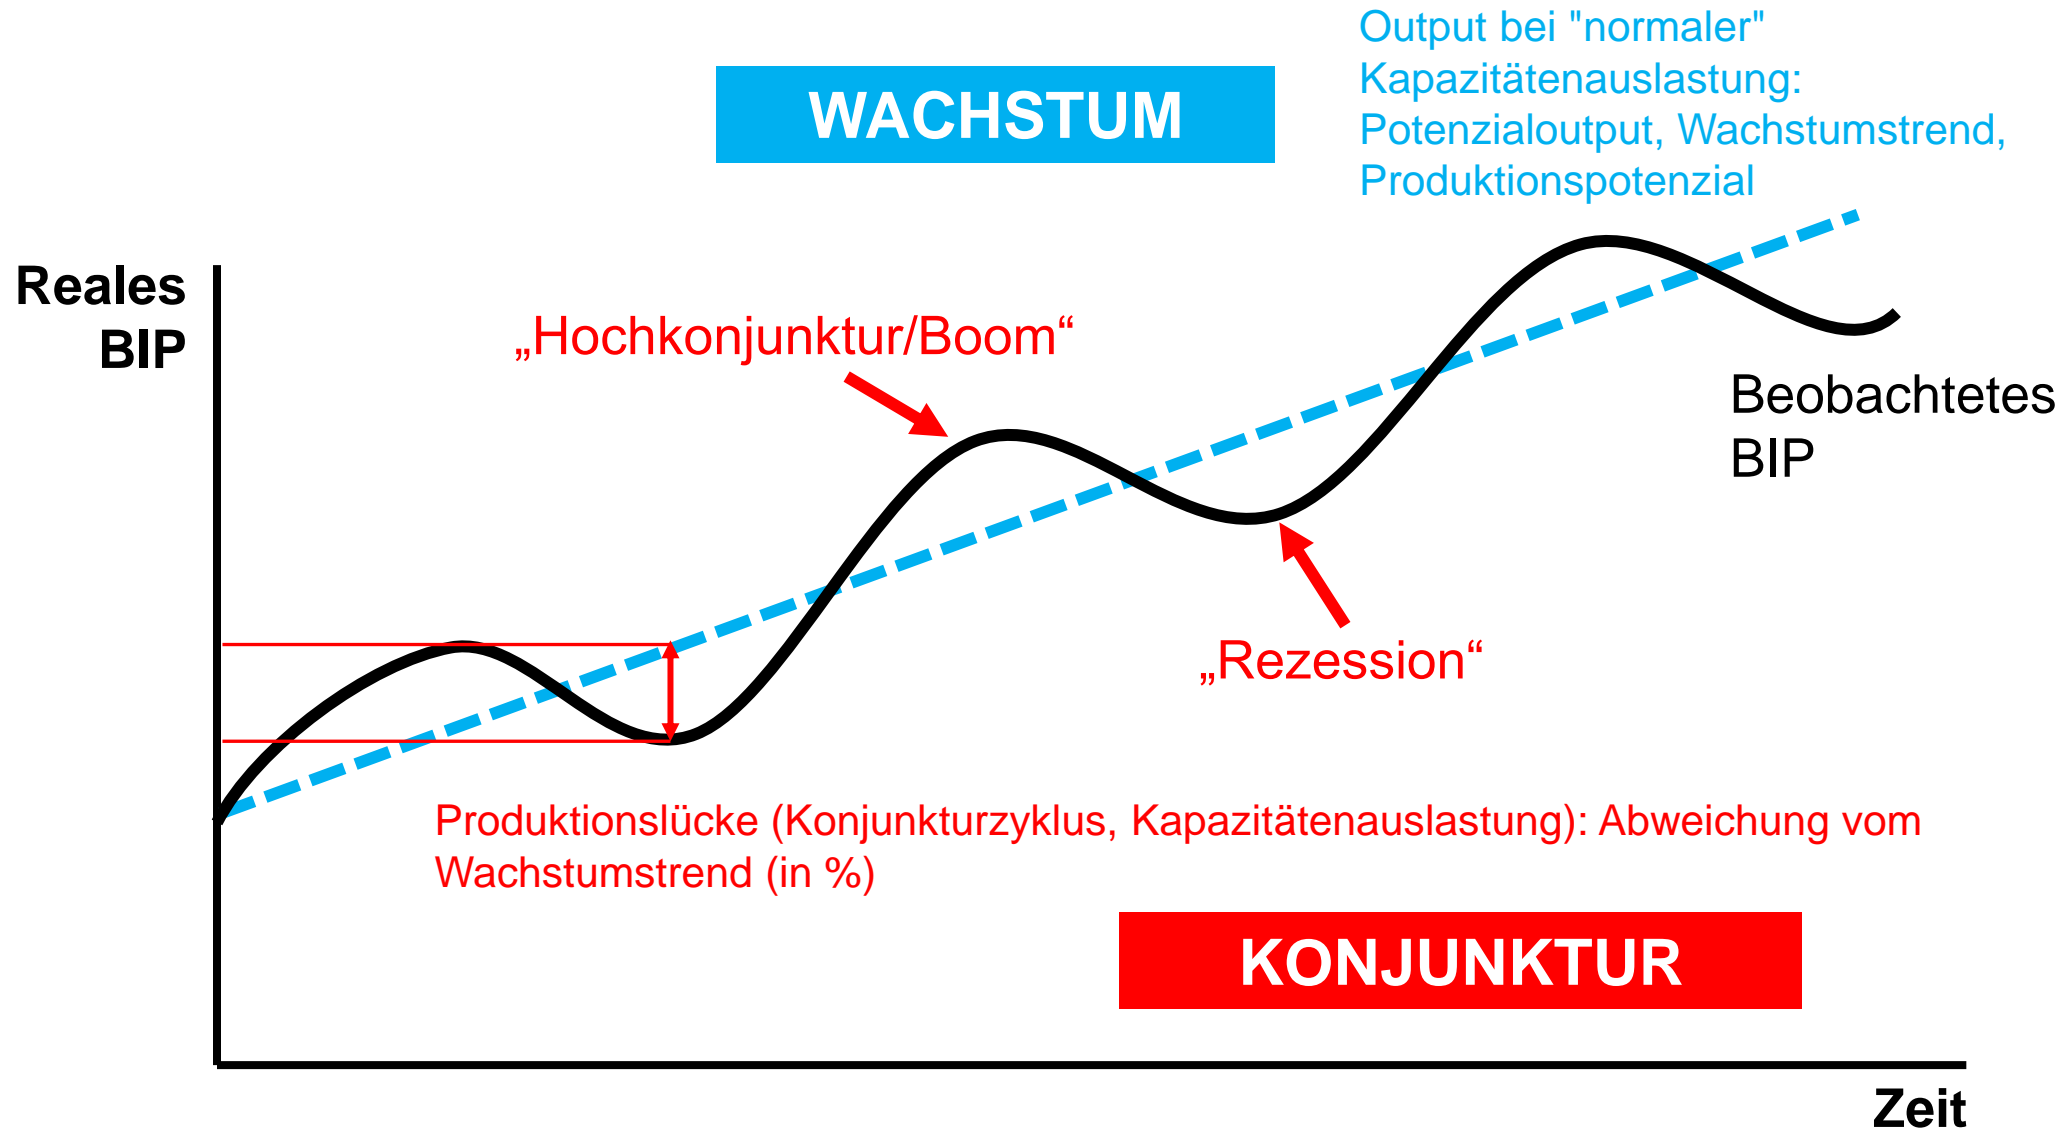 Output bei "normaler"
Kapazitätenauslastung:
Potenzialoutput, Wachstumstrend,
Produktionspotenzial
WACHSTUM
Reales
BIP
„Hochkonjunktur/Boom“
Beobachtetes
BIP
„Rezession“
Produktionslücke (Konjunkturzyklus, Kapazitätenauslastung): Abweichung vom
Wachstumstrend (in %)
KONJUNKTUR
Zeit